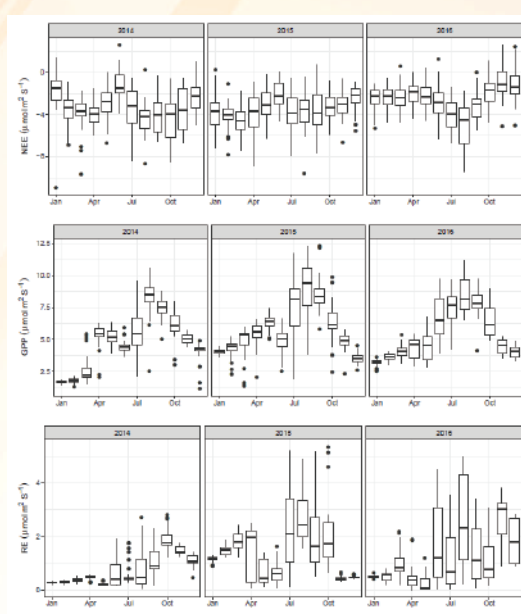 2014 2015 2016
NEE (μmol m² S⁻¹)
0
-4
-8
Jan Apr Jul Oct Jan Apr Jul Oct Jan Apr Jul Oct
2014 2015 2016
GPP (μmol m² S⁻¹)
12.5
10.0
7.5
5.0
2.5
Jan Apr Jul Oct Jan Apr Jul Oct Jan Apr Jul Oct
2014 2015 2016
RE (μmol m² S⁻¹)
4
2
0
Jan Apr Jul Oct Jan Apr Jul Oct Jan Apr Jul Oct